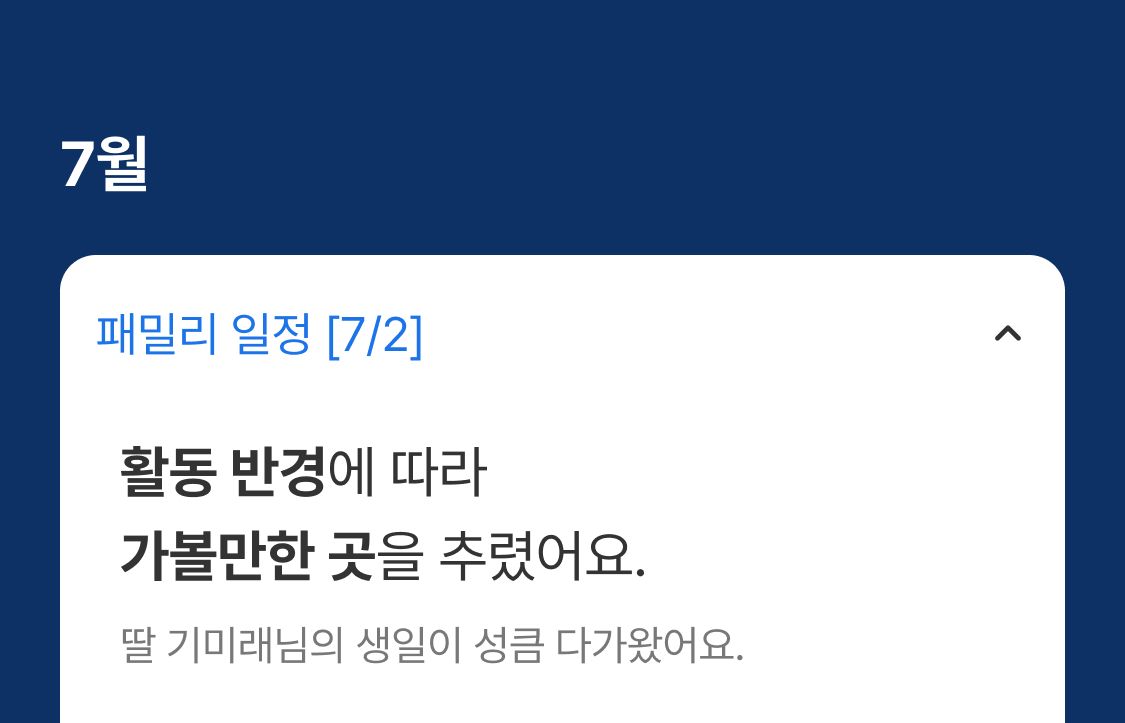 7월
패밀리 일정 [7/2]
활동 반경에 따라
가볼만한 곳을 추렸어요.
딸 기미래님의 생일이 성큼 다가왔어요.